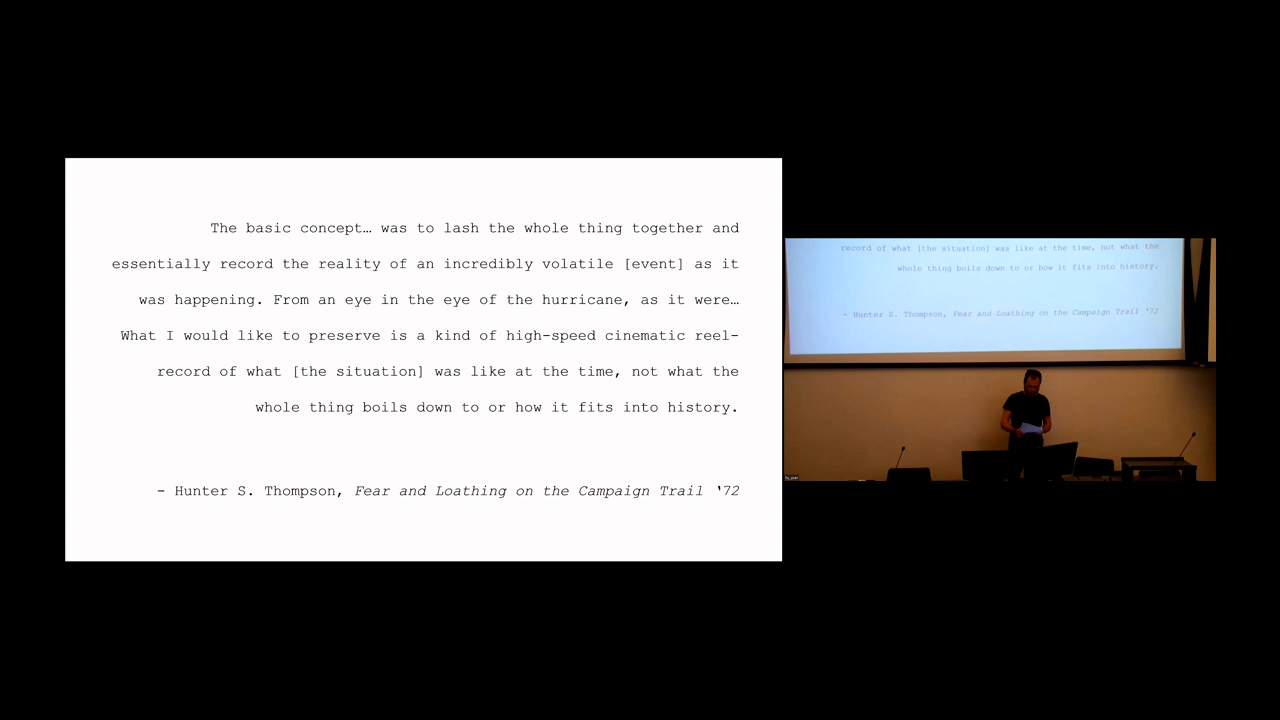 The basic concept… was to lash the whole thing together and
essentially record the reality of an incredibly volatile [event] as it
was happening. From an eye in the eye of the hurricane, as it were…
What I would like to preserve is a kind of high-speed cinematic reel-
record of what [the situation] was like at the time, not what the
whole thing boils down to or how it fits into history.
- Hunter S. Thompson, Fear and Loathing on the Campaign Trail '72
record of what [the situation] was like at the time, not what the
whole thing boils down to or how it fits into history.
- Hunter S. Thompson, Fear and Loathing on the Campaign Trail '72